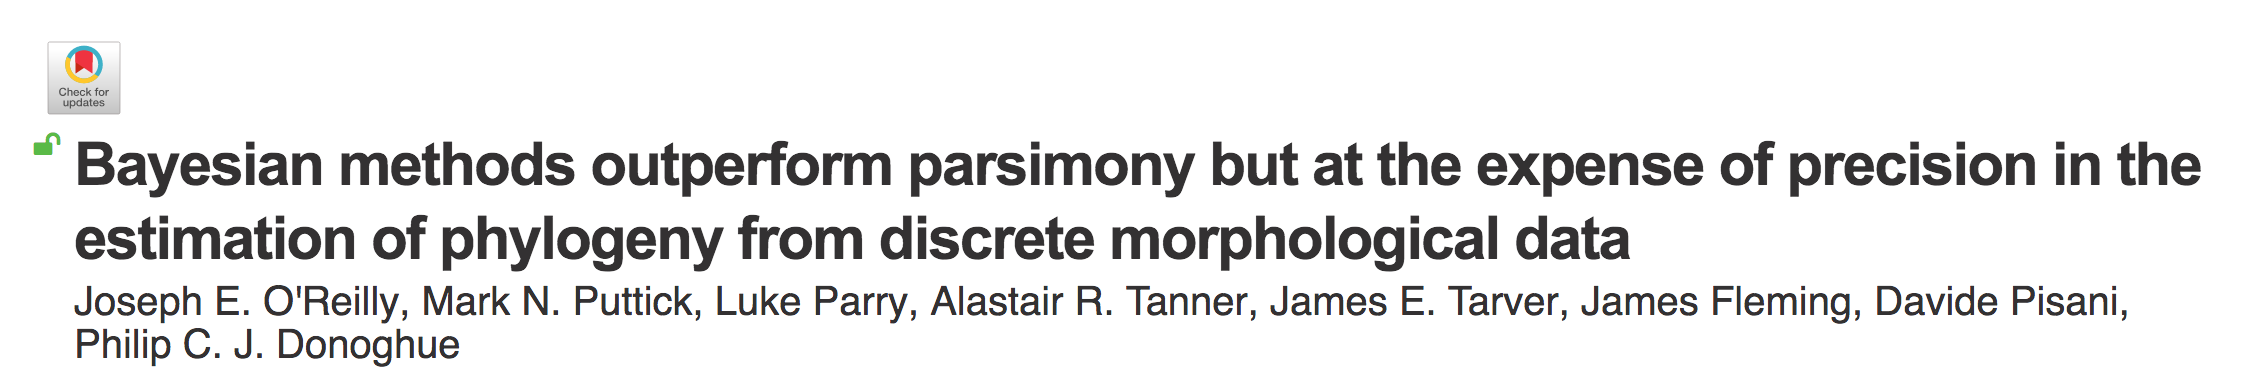 Check for
updates
Bayesian methods outperform parsimony but at the expense of precision in the
estimation of phylogeny from discrete morphological data
Joseph E. O'Reilly, Mark N. Puttick, Luke Parry, Alastair R. Tanner, James E. Tarver, James Fleming, Davide Pisani,
Philip C. J. Donoghue